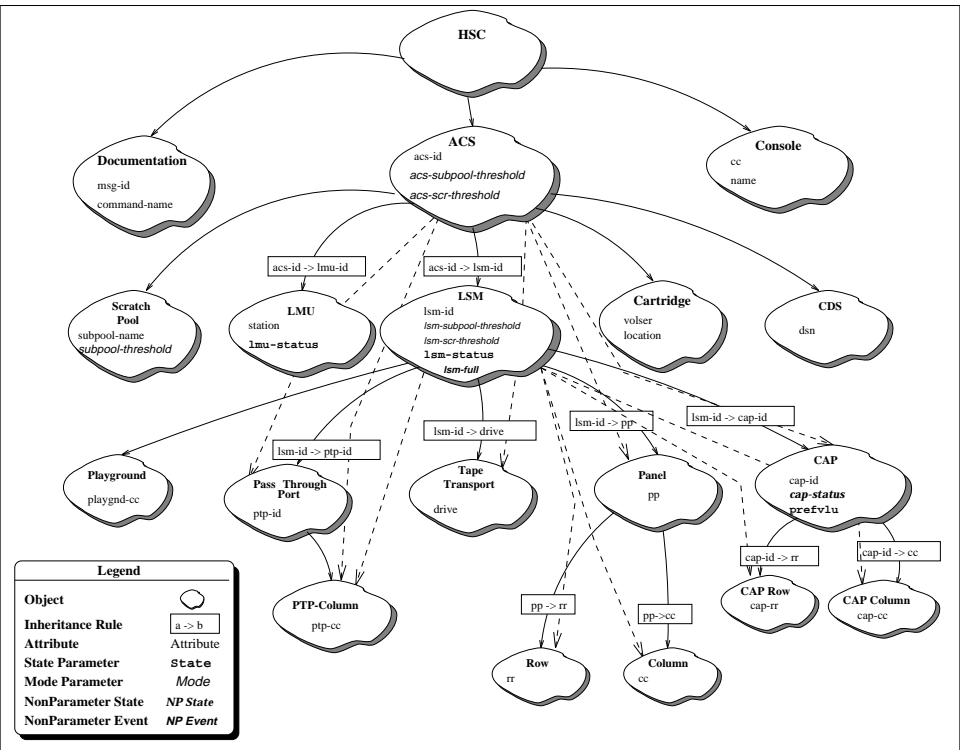 HSC
Documentation
msg-id
command-name
ACS
acs-id
acs-subpool-threshold
acs-scr-threshold
Console
cc
name
acs-id -> lmu-id
acs-id -> lsm-id
Scratch
Pool
subpool-name
subpool-threshold
LMU
station
lmu-status
LSM
lsm-id
lsm-subpool-threshold
lsm-scr-threshold
lsm-status
lsm-full
Cartridge
volser
location
CDS
dsn
lsm-id -> ptp-id
lsm-id -> drive
lsm-id -> pp
lsm-id -> cap-id
Playground
playgnd-cc
Pass Through
Port
ptp-id
Tape
Transport
drive
Panel
pp
CAP
cap-id
cap-status
prefvlu
cap-id -> rr
cap-id -> cc
PTP-Column
ptp-cc
pp -> rr
pp->cc
CAP Row
cap-rr
CAP Column
cap-cc
Row
rr
Column
cc
Legend
Object
Inheritance Rule a -> b
Attribute Attribute
State Parameter State
Mode Parameter Mode
NonParameter State NP State
NonParameter Event NP Event